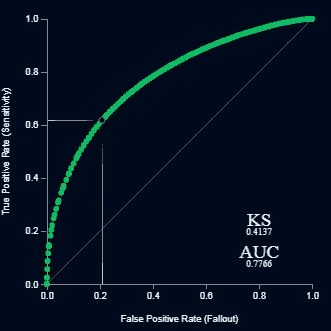 True Positive Rate (Sensitivity)
1.0
0.8
0.6
0.4
0.2
0.0
KS
0.4137
AUC
0.7766
0.0 0.2 0.4 0.6 0.8 1.0
False Positive Rate (Fallout)